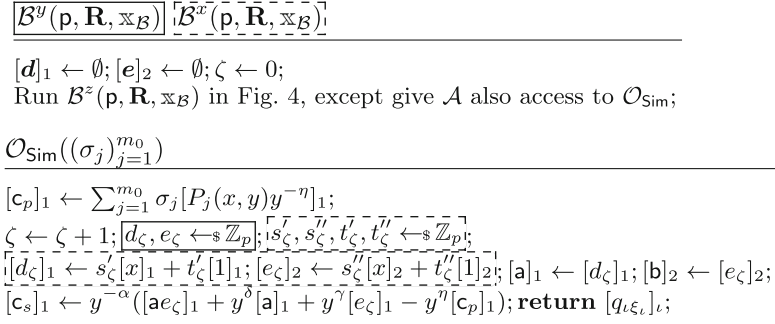 𝓑^y(p, R, 𝕩_𝓑) 𝓑^x(p, R, 𝕩_𝓑)
[d]_1 ← ∅; [e]_2 ← ∅; ζ ← 0;
Run 𝓑^z(p, R, 𝕩_𝓑) in Fig. 4, except give 𝒜 also access to 𝒪_Sim;
𝒪_Sim((σ_j)_{j=1}^{m_0})
[c_p]_1 ← ∑_{j=1}^{m_0} σ_j[P_j(x, y)y^{-η}]_1;
ζ ← ζ + 1; d_ζ, e_ζ ←$ ℤ_p; s'_ζ, s''_ζ, t'_ζ, t''_ζ ←$ ℤ_p;
[d_ζ]_1 ← s'_ζ[x]_1 + t'_ζ[1]_1; [e_ζ]_2 ← s''_ζ[x]_2 + t''_ζ[1]_2; [a]_1 ← [d_ζ]_1; [b]_2 ← [e_ζ]_2;
[c_s]_1 ← y^{-α}([ae_ζ]_1 + y^δ[a]_1 + y^γ[e_ζ]_1 − y^η[c_p]_1); return [q_{ιξ_ι}]_ι;